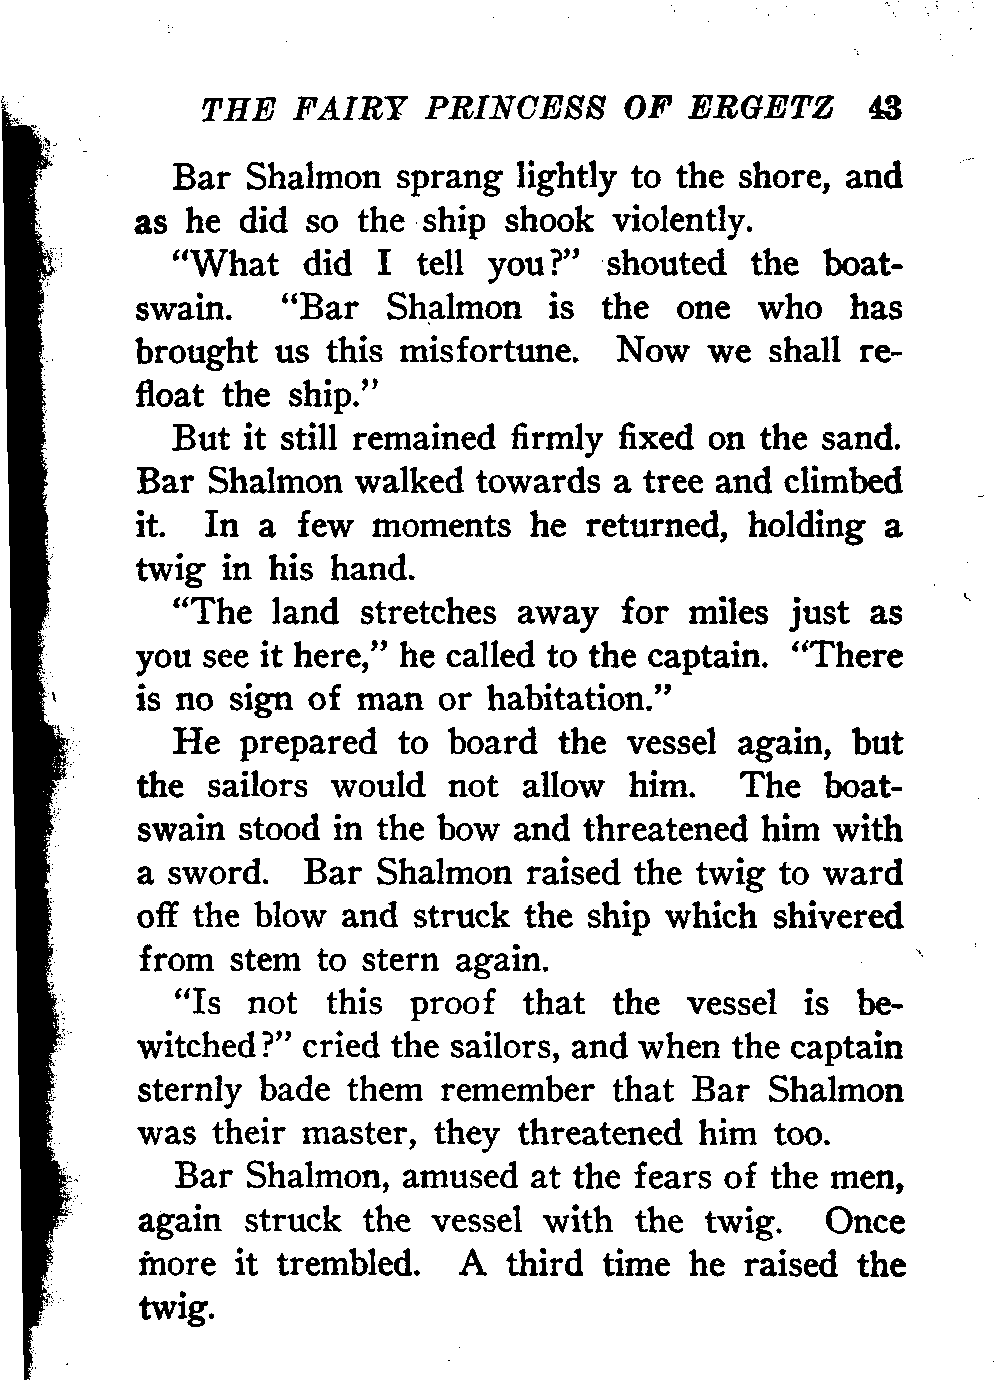 THE FAIRY PRINCESS OF ERGETZ 43
Bar Shalmon sprang lightly to the shore, and
as he did so the ship shook violently.
“What did I tell you?” shouted the boat-
swain. “Bar Shalmon is the one who has
brought us this misfortune. Now we shall re-
float the ship.”
But it still remained firmly fixed on the sand.
Bar Shalmon walked towards a tree and climbed
it. In a few moments he returned, holding a
twig in his hand.
“The land stretches away for miles just as
you see it here,” he called to the captain. “There
is no sign of man or habitation.”
He prepared to board the vessel again, but
the sailors would not allow him. The boat-
swain stood in the bow and threatened him with
a sword. Bar Shalmon raised the twig to ward
off the blow and struck the ship which shivered
from stem to stern again.
“Is not this proof that the vessel is be-
witched?” cried the sailors, and when the captain
sternly bade them remember that Bar Shalmon
was their master, they threatened him too.
Bar Shalmon, amused at the fears of the men,
again struck the vessel with the twig. Once
more it trembled. A third time he raised the
twig.